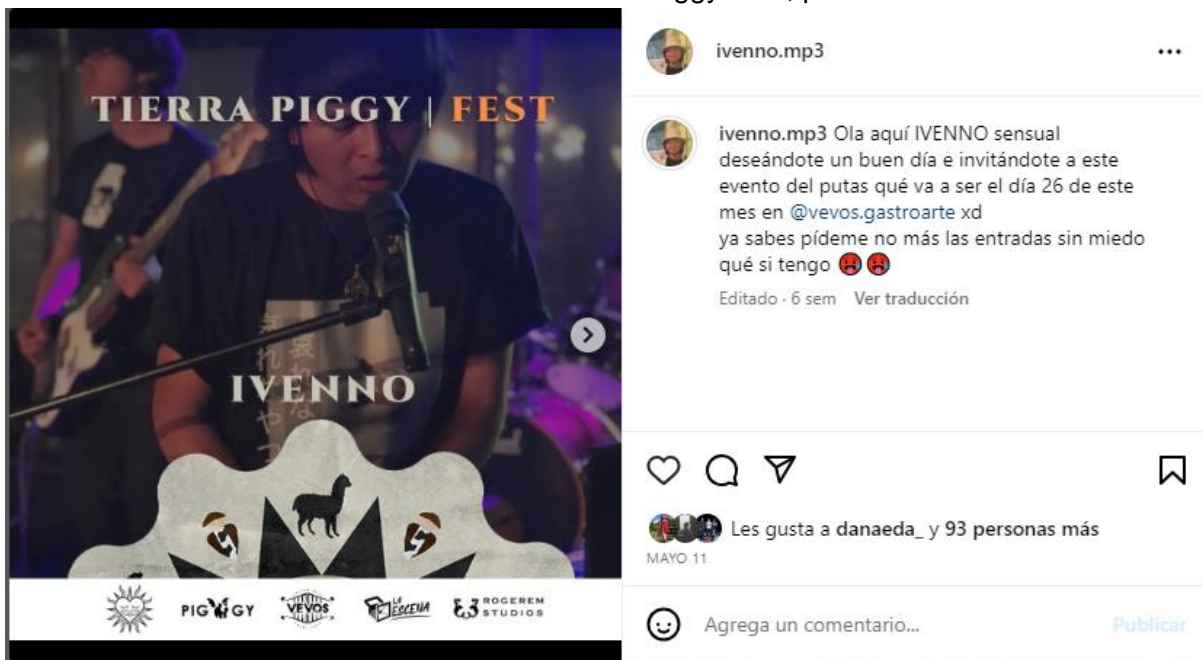 TIERRA PIGGY | FEST
IVENNO
PIGGY
VEVOS
LA ESCENA
ROGEREM
STUDIOS
ivenno.mp3
ivenno.mp3 Ola aquí IVENNO sensual
deseándote un buen día e invitándote a este
evento del putas qué va a ser el día 26 de este
mes en @vevos.gastroarte xd
ya sabes pídeme no más las entradas sin miedo
qué si tengo 🥵🥵
Editado · 6 sem Ver traducción
Les gusta a danaeda_ y 93 personas más
MAYO 11
Agrega un comentario...
Publicar